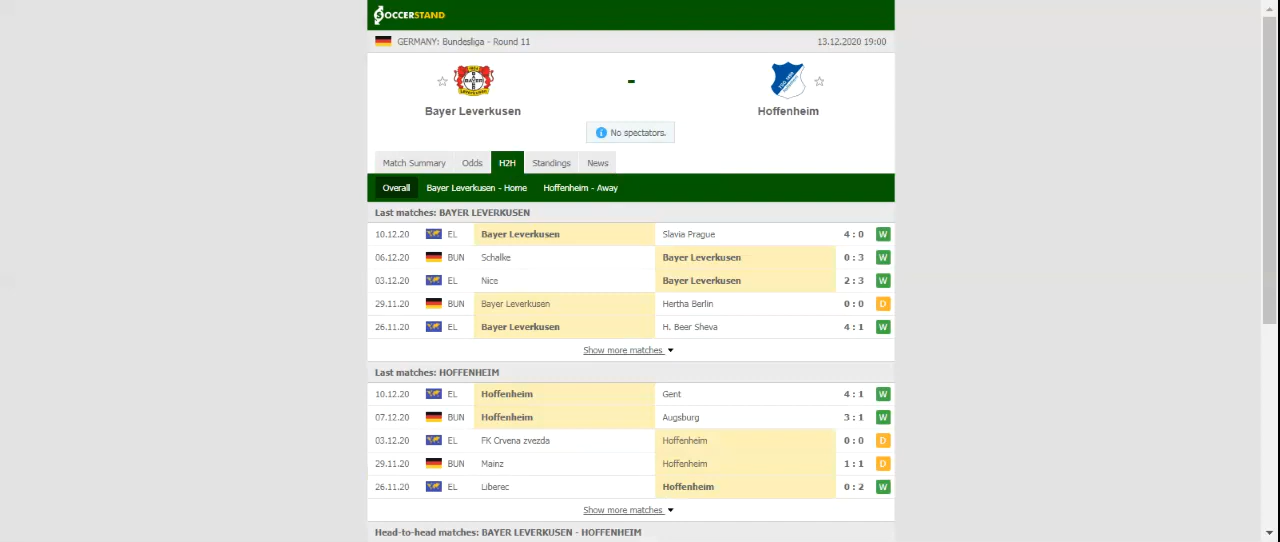 SOCCERSTAND
GERMANY: Bundesliga - Round 11 13.12.2020 19:00
-
Bayer Leverkusen Hoffenheim
No spectators.
Match Summary Odds H2H Standings News
Overall Bayer Leverkusen - Home Hoffenheim - Away
Last matches: BAYER LEVERKUSEN
10.12.20 EL Bayer Leverkusen Slavia Prague 4 : 0 W
06.12.20 BUN Schalke Bayer Leverkusen 0 : 3 W
03.12.20 EL Nice Bayer Leverkusen 2 : 3 W
29.11.20 BUN Bayer Leverkusen Hertha Berlin 0 : 0 D
26.11.20 EL Bayer Leverkusen H. Beer Sheva 4 : 1 W
Show more matches
Last matches: HOFFENHEIM
10.12.20 EL Hoffenheim Gent 4 : 1 W
07.12.20 BUN Hoffenheim Augsburg 3 : 1 W
03.12.20 EL FK Crvena zvezda Hoffenheim 0 : 0 D
29.11.20 BUN Mainz Hoffenheim 1 : 1 D
26.11.20 EL Liberec Hoffenheim 0 : 2 W
Show more matches
Head-to-head matches: BAYER LEVERKUSEN - HOFFENHEIM